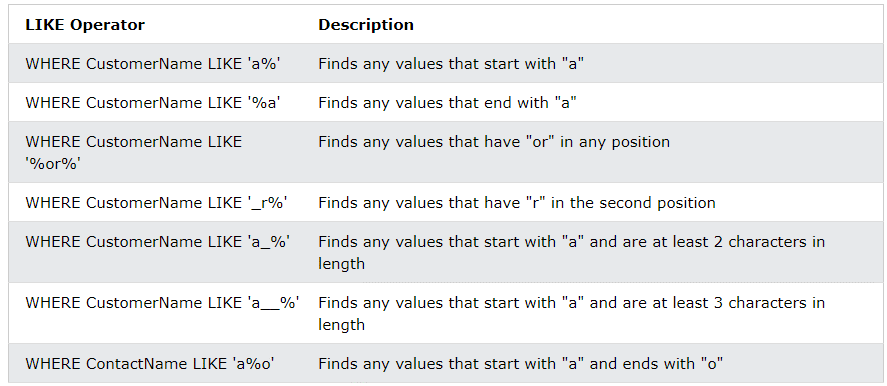 LIKE Operator Description
WHERE CustomerName LIKE 'a%' Finds any values that start with "a"
WHERE CustomerName LIKE '%a' Finds any values that end with "a"
WHERE CustomerName LIKE Finds any values that have "or" in any position
'%or%'
WHERE CustomerName LIKE '_r%' Finds any values that have "r" in the second position
WHERE CustomerName LIKE 'a_%' Finds any values that start with "a" and are at least 2 characters in
length
WHERE CustomerName LIKE 'a__%' Finds any values that start with "a" and are at least 3 characters in
length
WHERE ContactName LIKE 'a%o' Finds any values that start with "a" and ends with "o"